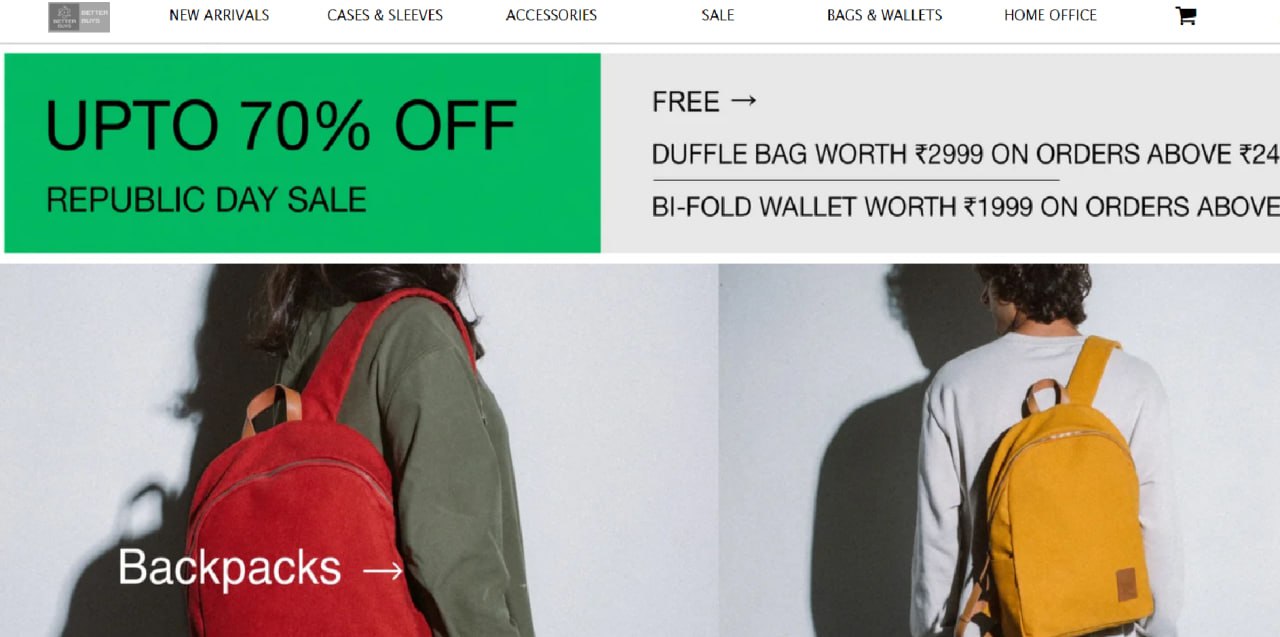 BETTER BUYS
BETTER
BUYS
NEW ARRIVALS
CASES & SLEEVES
ACCESSORIES
SALE
BAGS & WALLETS
HOME OFFICE
UPTO 70% OFF
REPUBLIC DAY SALE
FREE →
DUFFLE BAG WORTH ₹2999 ON ORDERS ABOVE ₹24
BI-FOLD WALLET WORTH ₹1999 ON ORDERS ABOVE
Backpacks →